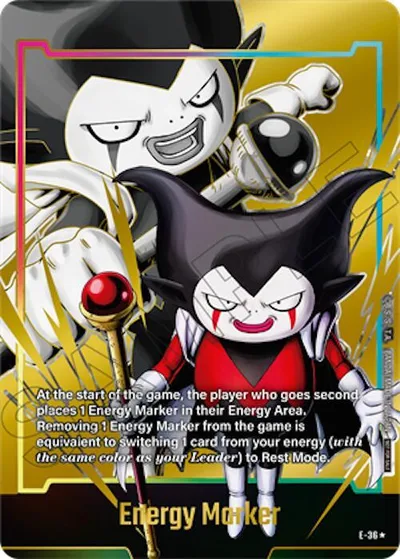 At the start of the game, the player who goes second
places 1 Energy Marker in their Energy Area.
Removing 1 Energy Marker from the game is
equivalent to switching 1 card from your energy (with
the same color as your Leader) to Rest Mode.
Energy Marker
E-36★